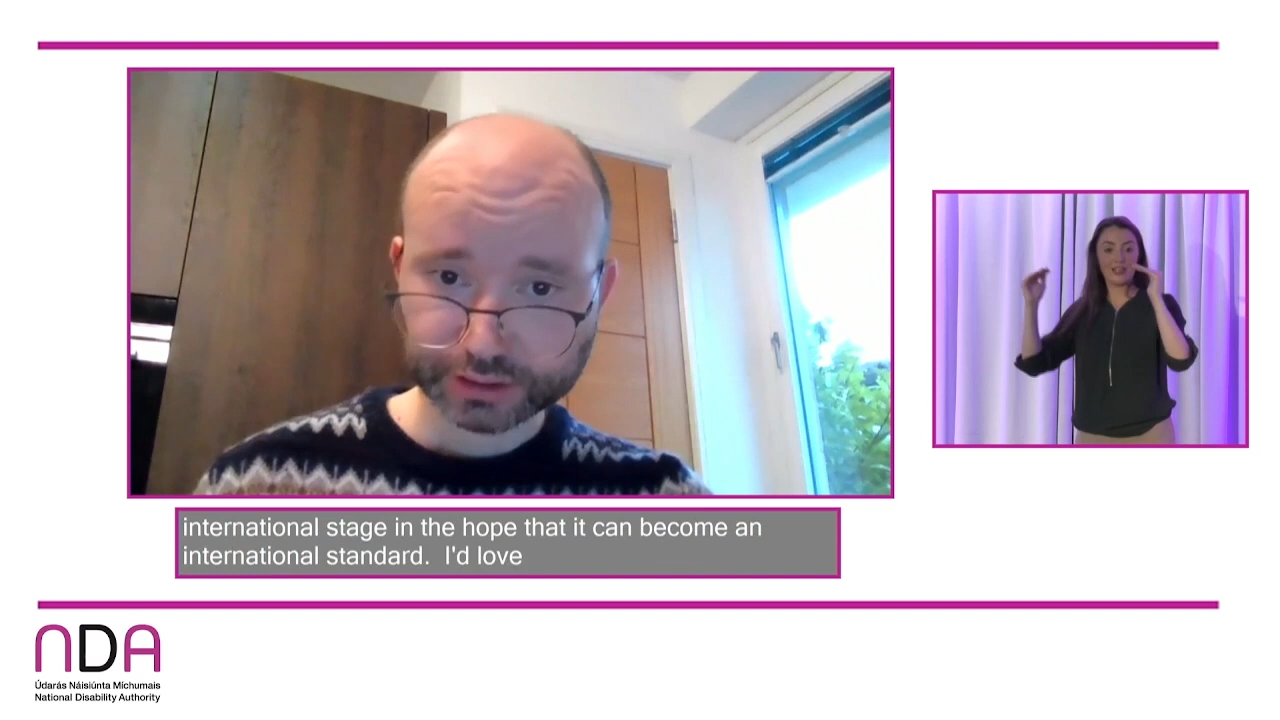 international stage in the hope that it can become an
international standard.  I'd love
NDA
Údarás Náisiúnta Míchumais
National Disability Authority